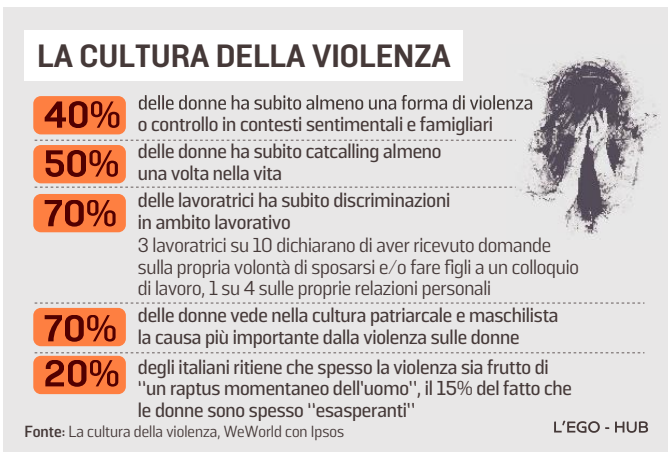 LA CULTURA DELLA VIOLENZA
40% delle donne ha subito almeno una forma di violenza
o controllo in contesti sentimentali e famigliari
50% delle donne ha subito catcalling almeno
una volta nella vita
70% delle lavoratrici ha subito discriminazioni
in ambito lavorativo
3 lavoratrici su 10 dichiarano di aver ricevuto domande
sulla propria volontà di sposarsi e/o fare figli a un colloquio
di lavoro, 1 su 4 sulle proprie relazioni personali
70% delle donne vede nella cultura patriarcale e maschilista
la causa più importante dalla violenza sulle donne
20% degli italiani ritiene che spesso la violenza sia frutto di
"un raptus momentaneo dell'uomo", il 15% del fatto che
le donne sono spesso "esasperanti"
Fonte: La cultura della violenza, WeWorld con Ipsos
L'EGO - HUB